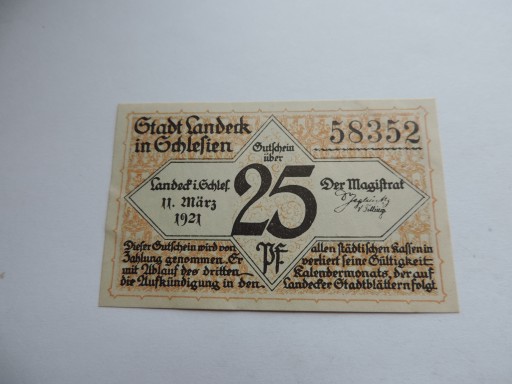 Stadt Landeck
in Schlesien
58352
Gutschein
über
25
Pf
Landeck i. Schles.
11. März
1921
Der Magistrat
Dieser Gutschein wird von allen städtischen Kassen in
Zahlung genommen. Er verliert seine Gültigkeit
mit Ablauf des dritten Kalendermonats, der auf
die Aufkündigung in den Landecker Stadtblättern folgt.